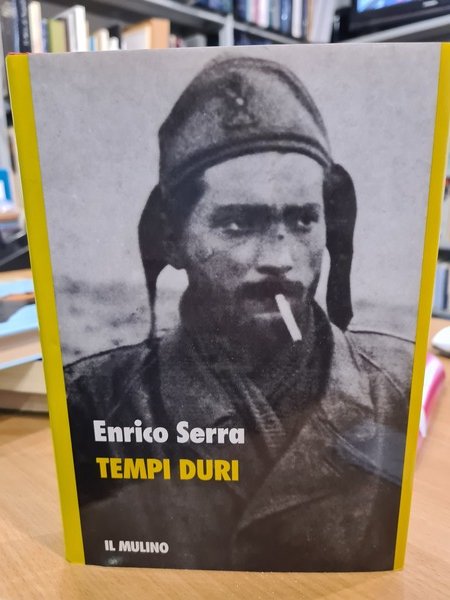 Enrico Serra
TEMPI DURI
IL MULINO